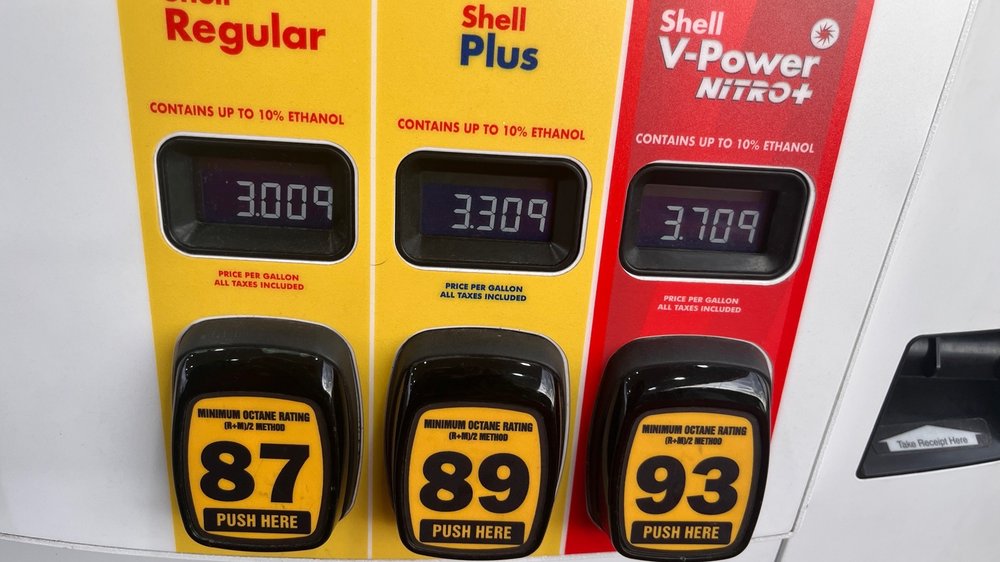 Shell
Regular
CONTAINS UP TO 10% ETHANOL
3.009
PRICE PER GALLON
ALL TAXES INCLUDED
MINIMUM OCTANE RATING
(R+M)/2 METHOD
87
PUSH HERE
Shell
Plus
CONTAINS UP TO 10% ETHANOL
3.309
PRICE PER GALLON
ALL TAXES INCLUDED
MINIMUM OCTANE RATING
(R+M)/2 METHOD
89
PUSH HERE
Shell
V-Power
NiTRO+
CONTAINS UP TO 10% ETHANOL
3.709
PRICE PER GALLON
ALL TAXES INCLUDED
MINIMUM OCTANE RATING
(R+M)/2 METHOD
93
PUSH HERE
Take Receipt Here